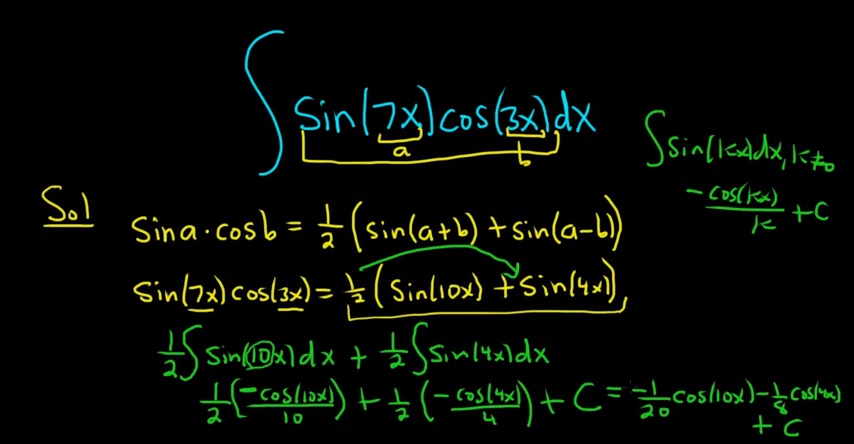 ∫ sin(7x)cos(3x)dx
a b
∫sin(kx)dx, k≠0
-cos(kx)/k + C
Sol
Sina·cosb = 1/2 (sin(a+b) + sin(a-b))
Sin(7x)cos(3x) = 1/2 (Sin(10x) + Sin(4x))
1/2 ∫ sin(10x)dx + 1/2 ∫ sin(4x)dx
1/2 (-cos(10x)/10) + 1/2 (-cos(4x)/4) + C = -1/20 cos(10x) - 1/8 cos(4x)
+ C